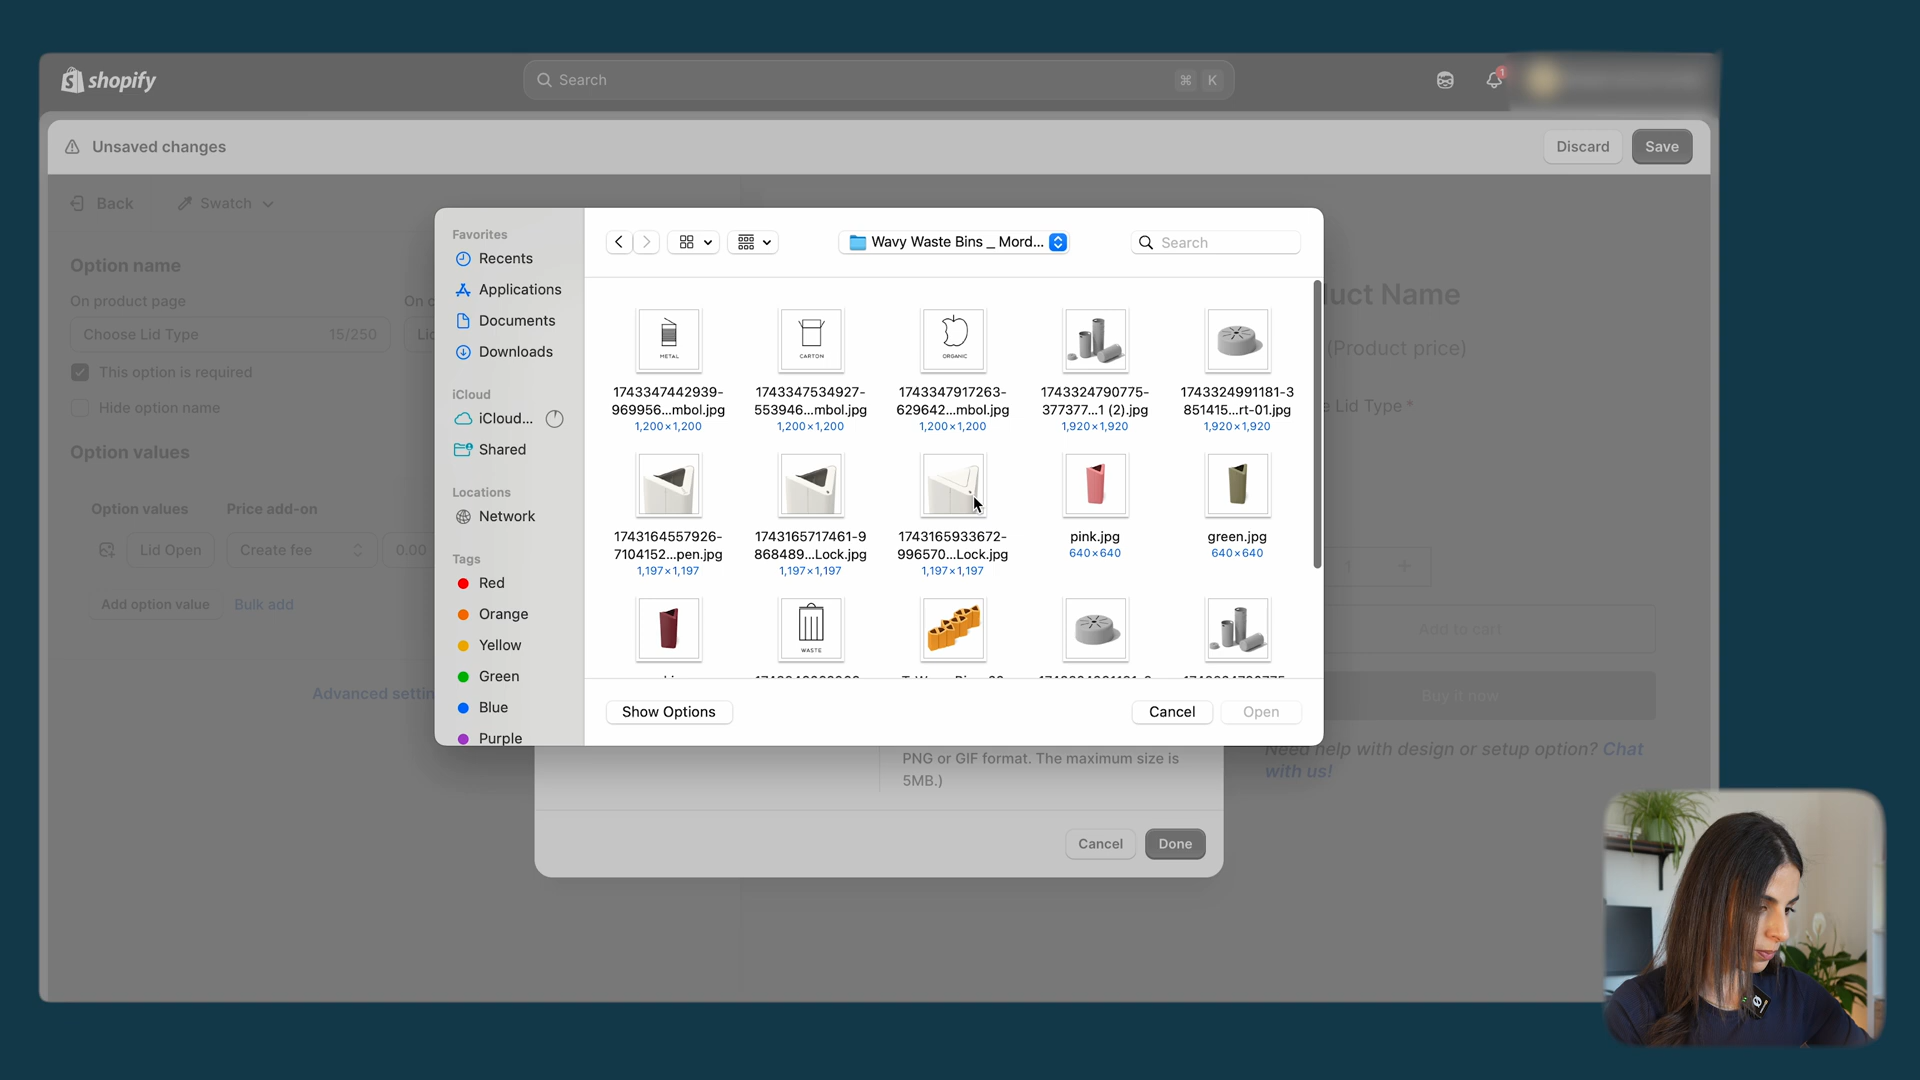 shopify
Search
⌘ K
1
Unsaved changes
Discard
Save
Back
Swatch
Option name
On product page
On c
Choose Lid Type
15/250
Lid
This option is required
Hide option name
Option values
Option values
Price add-on
Lid Open
Create fee
0.00
Add option value
Bulk add
Advanced settin
Favorites
Recents
Applications
Documents
Downloads
iCloud
iCloud...
Shared
Locations
Network
Tags
Red
Orange
Yellow
Green
Blue
Purple
Wavy Waste Bins _ Mord...
Search
METAL
CARTON
ORGANIC
1743347442939-
969956...mbol.jpg
1,200×1,200
1743347534927-
553946...mbol.jpg
1,200×1,200
1743347917263-
629642...mbol.jpg
1,200×1,200
1743324790775-
377377...1 (2).jpg
1,920×1,920
1743324991181-3
851415...rt-01.jpg
1,920×1,920
1743164557926-
7104152...pen.jpg
1,197×1,197
1743165717461-9
868489...Lock.jpg
1,197×1,197
1743165933672-
996570...Lock.jpg
1,197×1,197
pink.jpg
640×640
green.jpg
640×640
WASTE
Show Options
Cancel
Open
uct Name
(Product price)
e Lid Type *
1
Add to cart
Buy it now
Need help with design or setup option? Chat
with us!
PNG or GIF format. The maximum size is
5MB.)
Cancel
Done